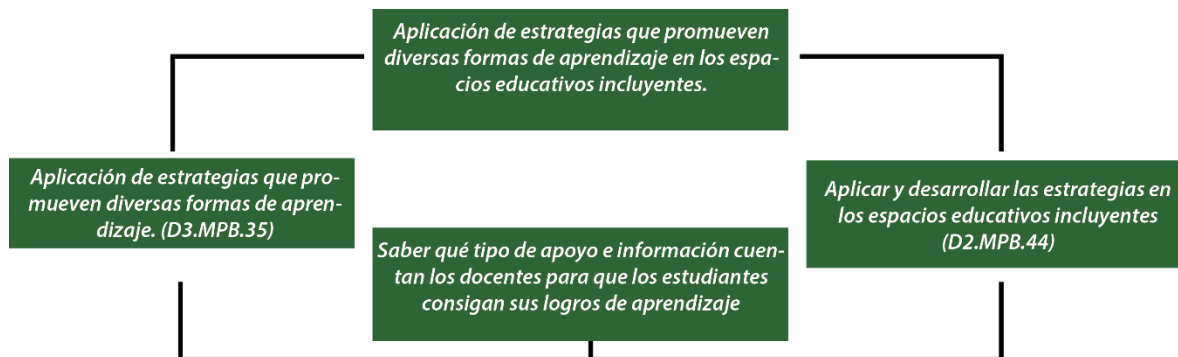 Aplicación de estrategias que promueven
diversas formas de aprendizaje en los espa-
cios educativos incluyentes.
Aplicación de estrategias que pro-
mueven diversas formas de apren-
dizaje. (D3.MPB.35)
Saber qué tipo de apoyo e información cuen-
tan los docentes para que los estudiantes
consigan sus logros de aprendizaje
Aplicar y desarrollar las estrategias en
los espacios educativos incluyentes
(D2.MPB.44)